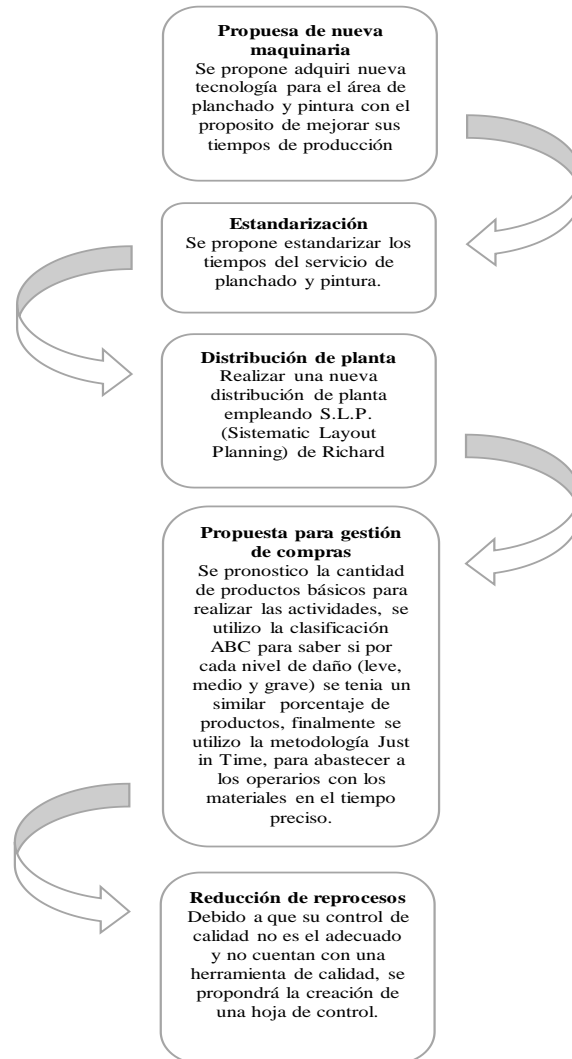 Propuesa de nueva
maquinaria
Se propone adquiri nueva
tecnología para el área de
planchado y pintura con el
proposito de mejorar sus
tiempos de producción
Estandarización
Se propone estandarizar los
tiempos del servicio de
planchado y pintura.
Distribución de planta
Realizar una nueva
distribución de planta
empleando S.L.P.
(Sistematic Layout
Planning) de Richard
Propuesta para gestión
de compras
Se pronostico la cantidad
de productos básicos para
realizar las actividades, se
utilizo la clasificación
ABC para saber si por
cada nivel de daño (leve,
medio y grave) se tenia un
similar porcentaje de
productos, finalmente se
utilizo la metodología Just
in Time, para abastecer a
los operarios con los
materiales en el tiempo
preciso.
Reducción de reprocesos
Debido a que su control de
calidad no es el adecuado
y no cuentan con una
herramienta de calidad, se
propondrá la creación de
una hoja de control.